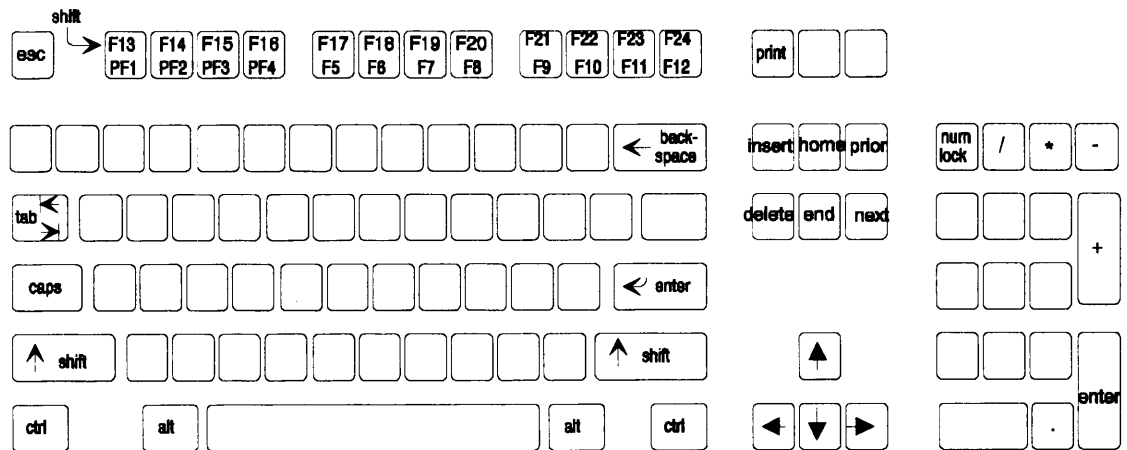 shift
esc F13 F14 F15 F16 F17 F18 F19 F20 F21 F22 F23 F24 print
PF1 PF2 PF3 PF4 F5 F6 F7 F8 F9 F10 F11 F12
back-
space insert home prior num
lock / * -
tab delete end next
+
caps enter
shift shift
enter
ctrl alt alt ctrl .